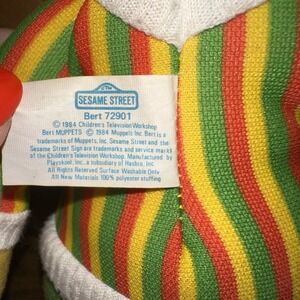 SESAME STREET
Bert 72901
© 1984 Children's Television Workshop
Bert MUPPETS © 1984 Muppets Inc. Bert is a
trademark of Muppets, Inc. Sesame Street and the
Sesame Street Sign are trademarks and service marks
of the Children's Television Workshop. Manufactured by
Playskool, Inc., a subsidiary of Hasbro, Inc.
All Rights Reserved Surface Washable Only
All New Materials 100% polyester stuffing